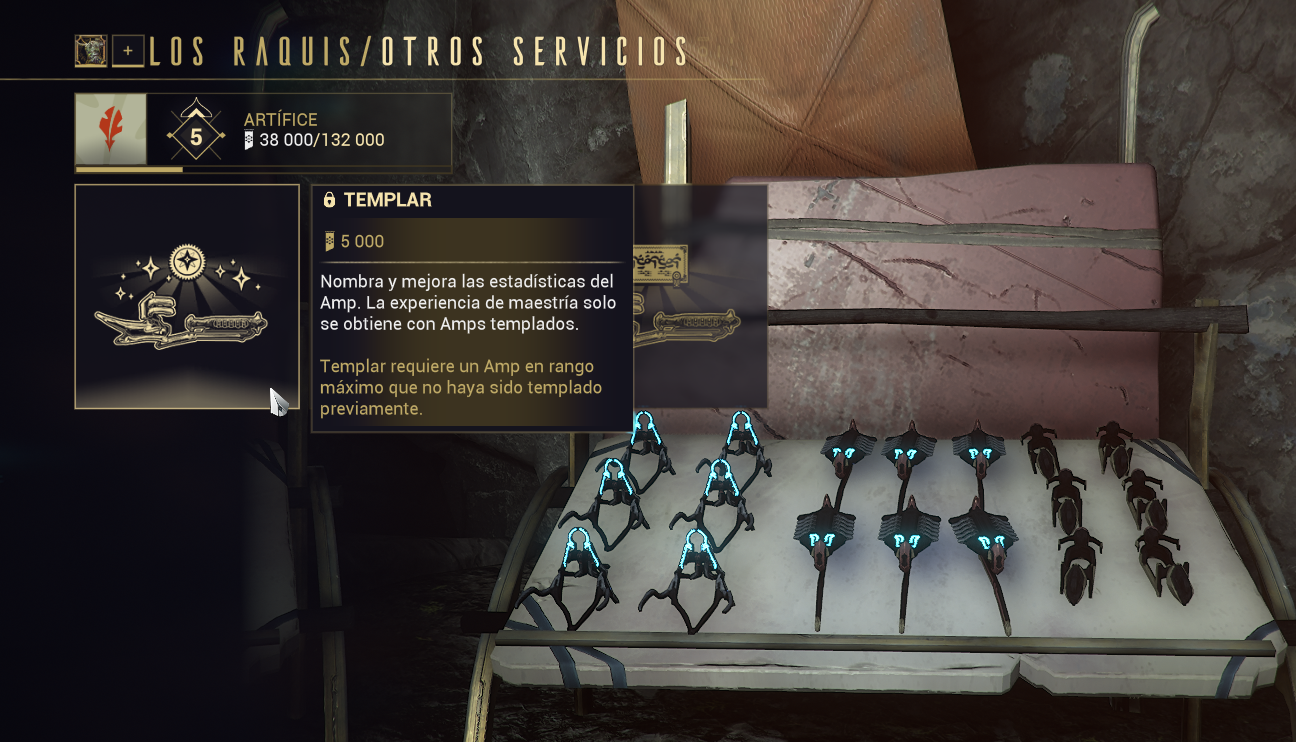 + LOS RAQUIS/OTROS SERVICIOS
5
ARTÍFICE
38 000/132 000
TEMPLAR
5 000
Nombra y mejora las estadísticas del
Amp. La experiencia de maestría solo
se obtiene con Amps templados.
Templar requiere un Amp en rango
máximo que no haya sido templado
previamente.